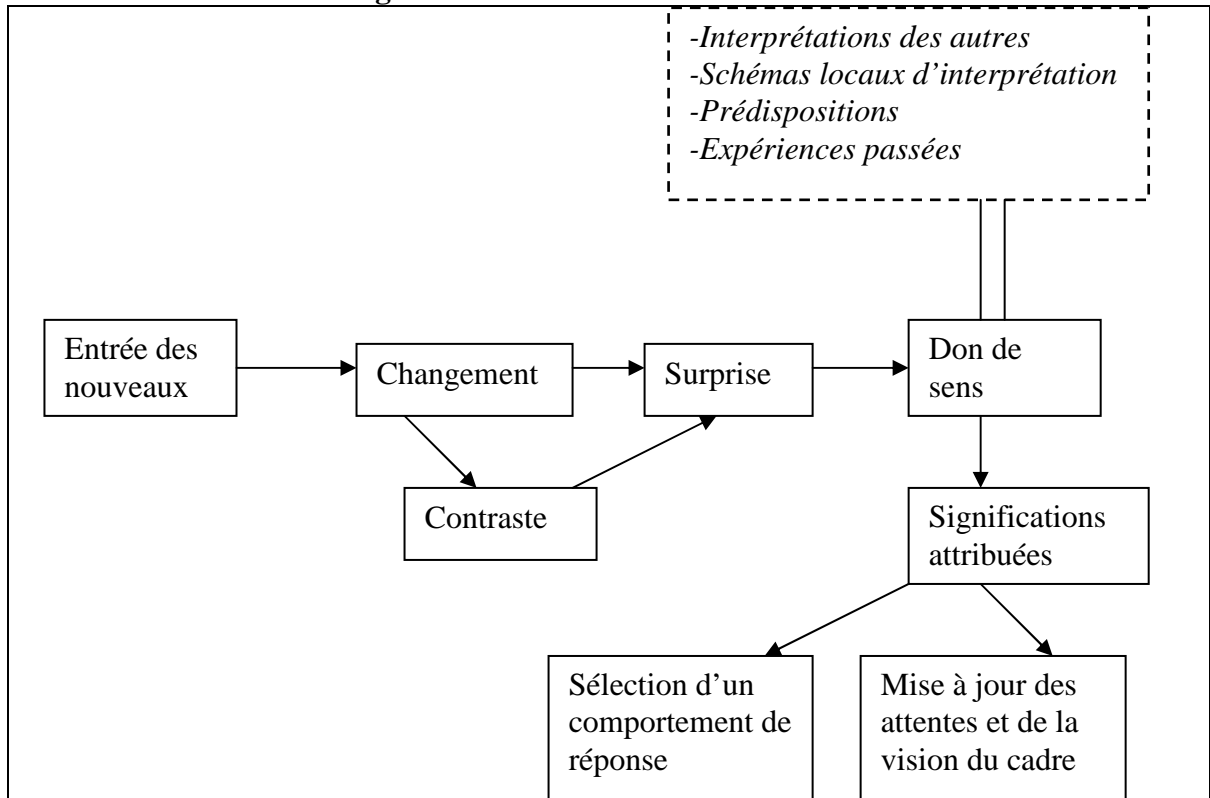 -Interprétations des autres
-Schémas locaux d'interprétation
-Prédispositions
-Expériences passées
Entrée des
nouveaux
Changement
Surprise
Don de
sens
Contraste
Significations
attribuées
Sélection d'un
comportement de
réponse
Mise à jour des
attentes et de la
vision du cadre